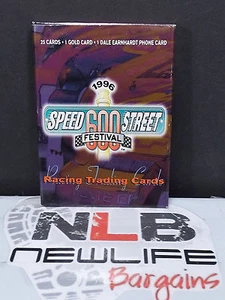 25 CARDS • 1 GOLD CARD • 1 DALE EARNHARDT PHONE CARD
1996
SPEED 600 STREET
FESTIVAL
Racing Trading Cards
NLB
NEWLIFE
Bargains